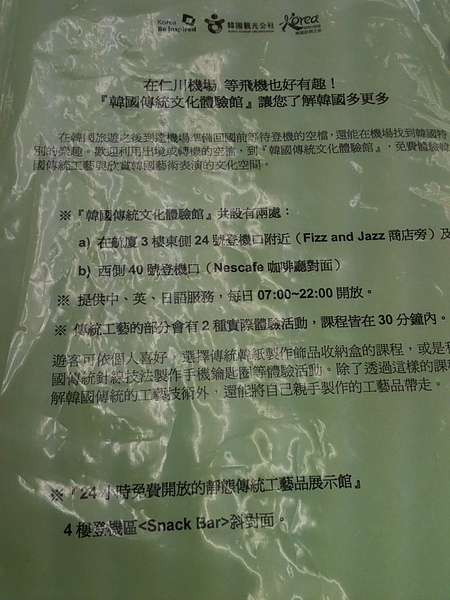 Korea
Be Inspired
韓國觀光公社
Korea
在仁川機場 等飛機也好有趣！
『韓國傳統文化體驗館』讓您了解韓國多更多
在韓國旅遊之後到達機場準備回國前等待登機的空檔，還能在機場找到韓國特
別的樂趣。歡迎利用出境或轉機的空檔，到『韓國傳統文化體驗館』，免費體驗韓
國傳統工藝與欣賞韓國藝術表演的文化空間。
※『韓國傳統文化體驗館』共設有兩處：
a) 在航廈 3 樓東側 24 號登機口附近（Fizz and Jazz 商店旁）及
b) 西側 40 號登機口（Nescafe 咖啡廳對面）
※ 提供中、英、日語服務，每日 07:00~22:00 開放。
※ 傳統工藝的部分會有 2 種實際體驗活動，課程皆在 30 分鐘內。
遊客可依個人喜好，選擇傳統韓紙製作飾品收納盒的課程，或是利
國傳統針線技法製作手機鑰匙圈等體驗活動。除了透過這樣的課程
解韓國傳統的工藝技術外，還能將自己親手製作的工藝品帶走。
※『24 小時免費開放的靜態傳統工藝品展示館』
4 樓登機區<Snack Bar>斜對面。